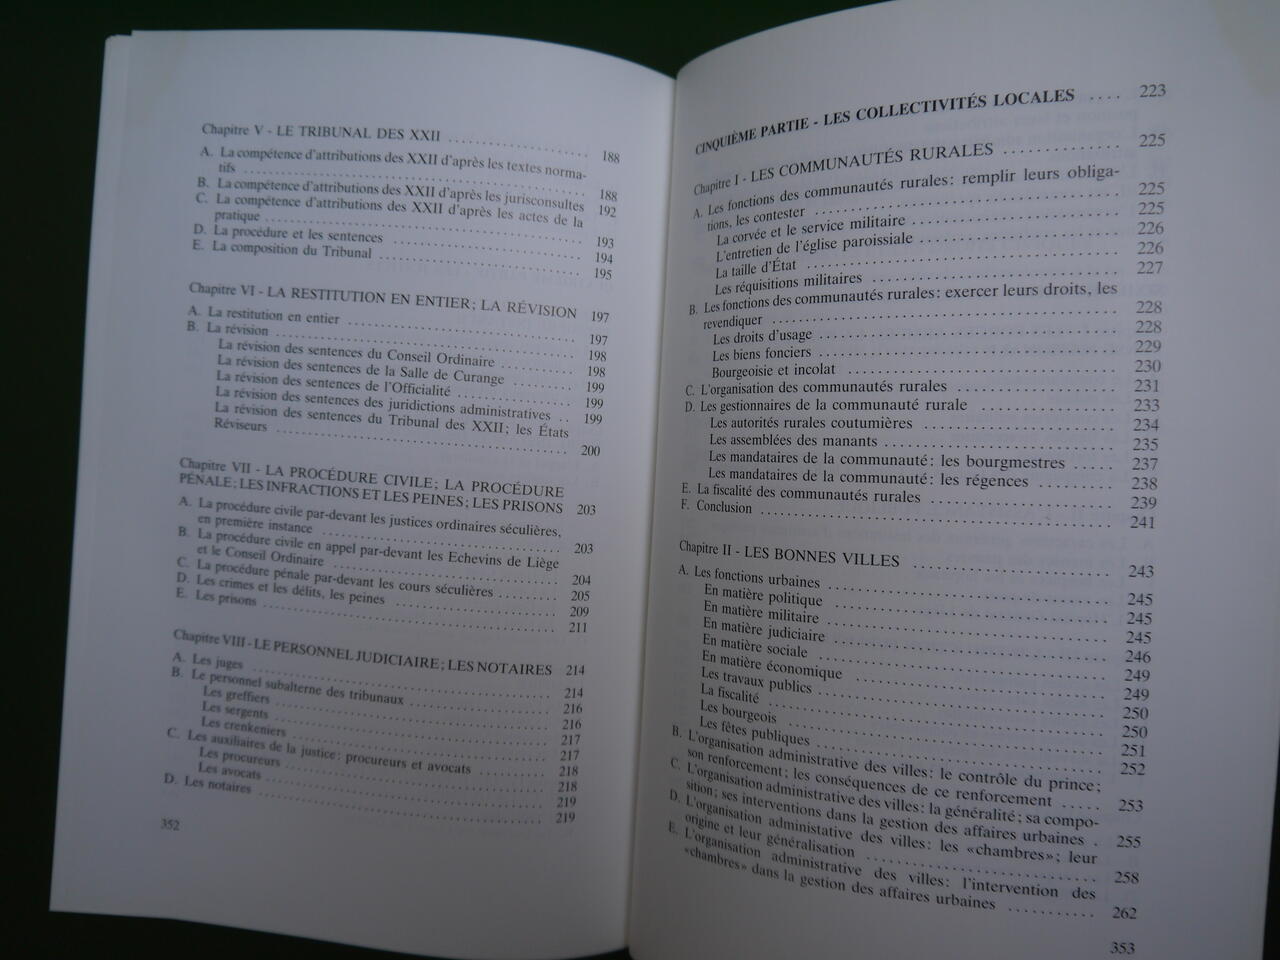 Chapitre V - LE TRIBUNAL DES XXII .................... 188
A. La compétence d'attributions des XXII d'après les textes norma-
tifs .................... 188
B. La compétence d'attributions des XXII d'après les jurisconsultes 192
C. La compétence d'attributions des XXII d'après les actes de la
pratique .................... 193
D. La procédure et les sentences .................... 194
E. La composition du Tribunal .................... 195
Chapitre VI - LA RESTITUTION EN ENTIER; LA RÉVISION 197
A. La restitution en entier .................... 197
B. La révision .................... 198
La révision des sentences du Conseil Ordinaire .......... 198
La révision des sentences de la Salle de Curange .......... 199
La révision des sentences de l'Officialité .......... 199
La révision des sentences des juridictions administratives .. 199
La révision des sentences du Tribunal des XXII; les États
Réviseurs .................... 200
Chapitre VII - LA PROCÉDURE CIVILE; LA PROCÉDURE
PÉNALE; LES INFRACTIONS ET LES PEINES; LES PRISONS 203
A. La procédure civile par-devant les justices ordinaires séculières,
en première instance .................... 203
B. La procédure civile en appel par-devant les Echevins de Liège
et le Conseil Ordinaire .................... 204
C. La procédure pénale par-devant les cours séculières ........ 205
D. Les crimes et les délits, les peines .................... 209
E. Les prisons .................... 211
Chapitre VIII - LE PERSONNEL JUDICIAIRE; LES NOTAIRES 214
A. Les juges .................... 214
B. Le personnel subalterne des tribunaux .................... 216
Les greffiers .................... 216
Les sergents .................... 217
Les crenkeniers .................... 217
C. Les auxiliaires de la justice: procureurs et avocats .......... 218
Les procureurs .................... 218
Les avocats .................... 219
D. Les notaires .................... 219
352
CINQUIÈME PARTIE - LES COLLECTIVITÉS LOCALES .... 223
Chapitre I - LES COMMUNAUTÉS RURALES .............. 225
A. Les fonctions des communautés rurales: remplir leurs obliga-
tions, les contester .................... 225
La corvée et le service militaire .................... 225
L'entretien de l'église paroissiale .................... 226
La taille d'État .................... 226
Les réquisitions militaires .................... 227
B. Les fonctions des communautés rurales: exercer leurs droits, les
revendiquer .................... 228
Les droits d'usage .................... 228
Les biens fonciers .................... 229
Bourgeoisie et incolat .................... 230
C. L'organisation des communautés rurales .................... 231
D. Les gestionnaires de la communauté rurale .............. 233
Les autorités rurales coutumières .................... 234
Les assemblées des manants .................... 235
Les mandataires de la communauté: les bourgmestres ..... 237
Les mandataires de la communauté: les régences ......... 238
E. La fiscalité des communautés rurales .................... 239
F. Conclusion .................... 241
Chapitre II - LES BONNES VILLES .................... 243
A. Les fonctions urbaines .................... 245
En matière politique .................... 245
En matière militaire .................... 245
En matière judiciaire .................... 246
En matière sociale .................... 249
En matière économique .................... 249
Les travaux publics .................... 250
La fiscalité .................... 250
Les bourgeois .................... 251
Les fêtes publiques .................... 252
B. L'organisation administrative des villes: le contrôle du prince;
son renforcement; les conséquences de ce renforcement ..... 253
C. L'organisation administrative des villes: la généralité; sa compo-
sition; ses interventions dans la gestion des affaires urbaines . 255
D. L'organisation administative des villes: les «chambres»; leur
origine et leur généralisation .................... 258
E. L'organisation administrative des villes: l'intervention des
«chambres» dans la gestion des affaires urbaines .......... 262
353